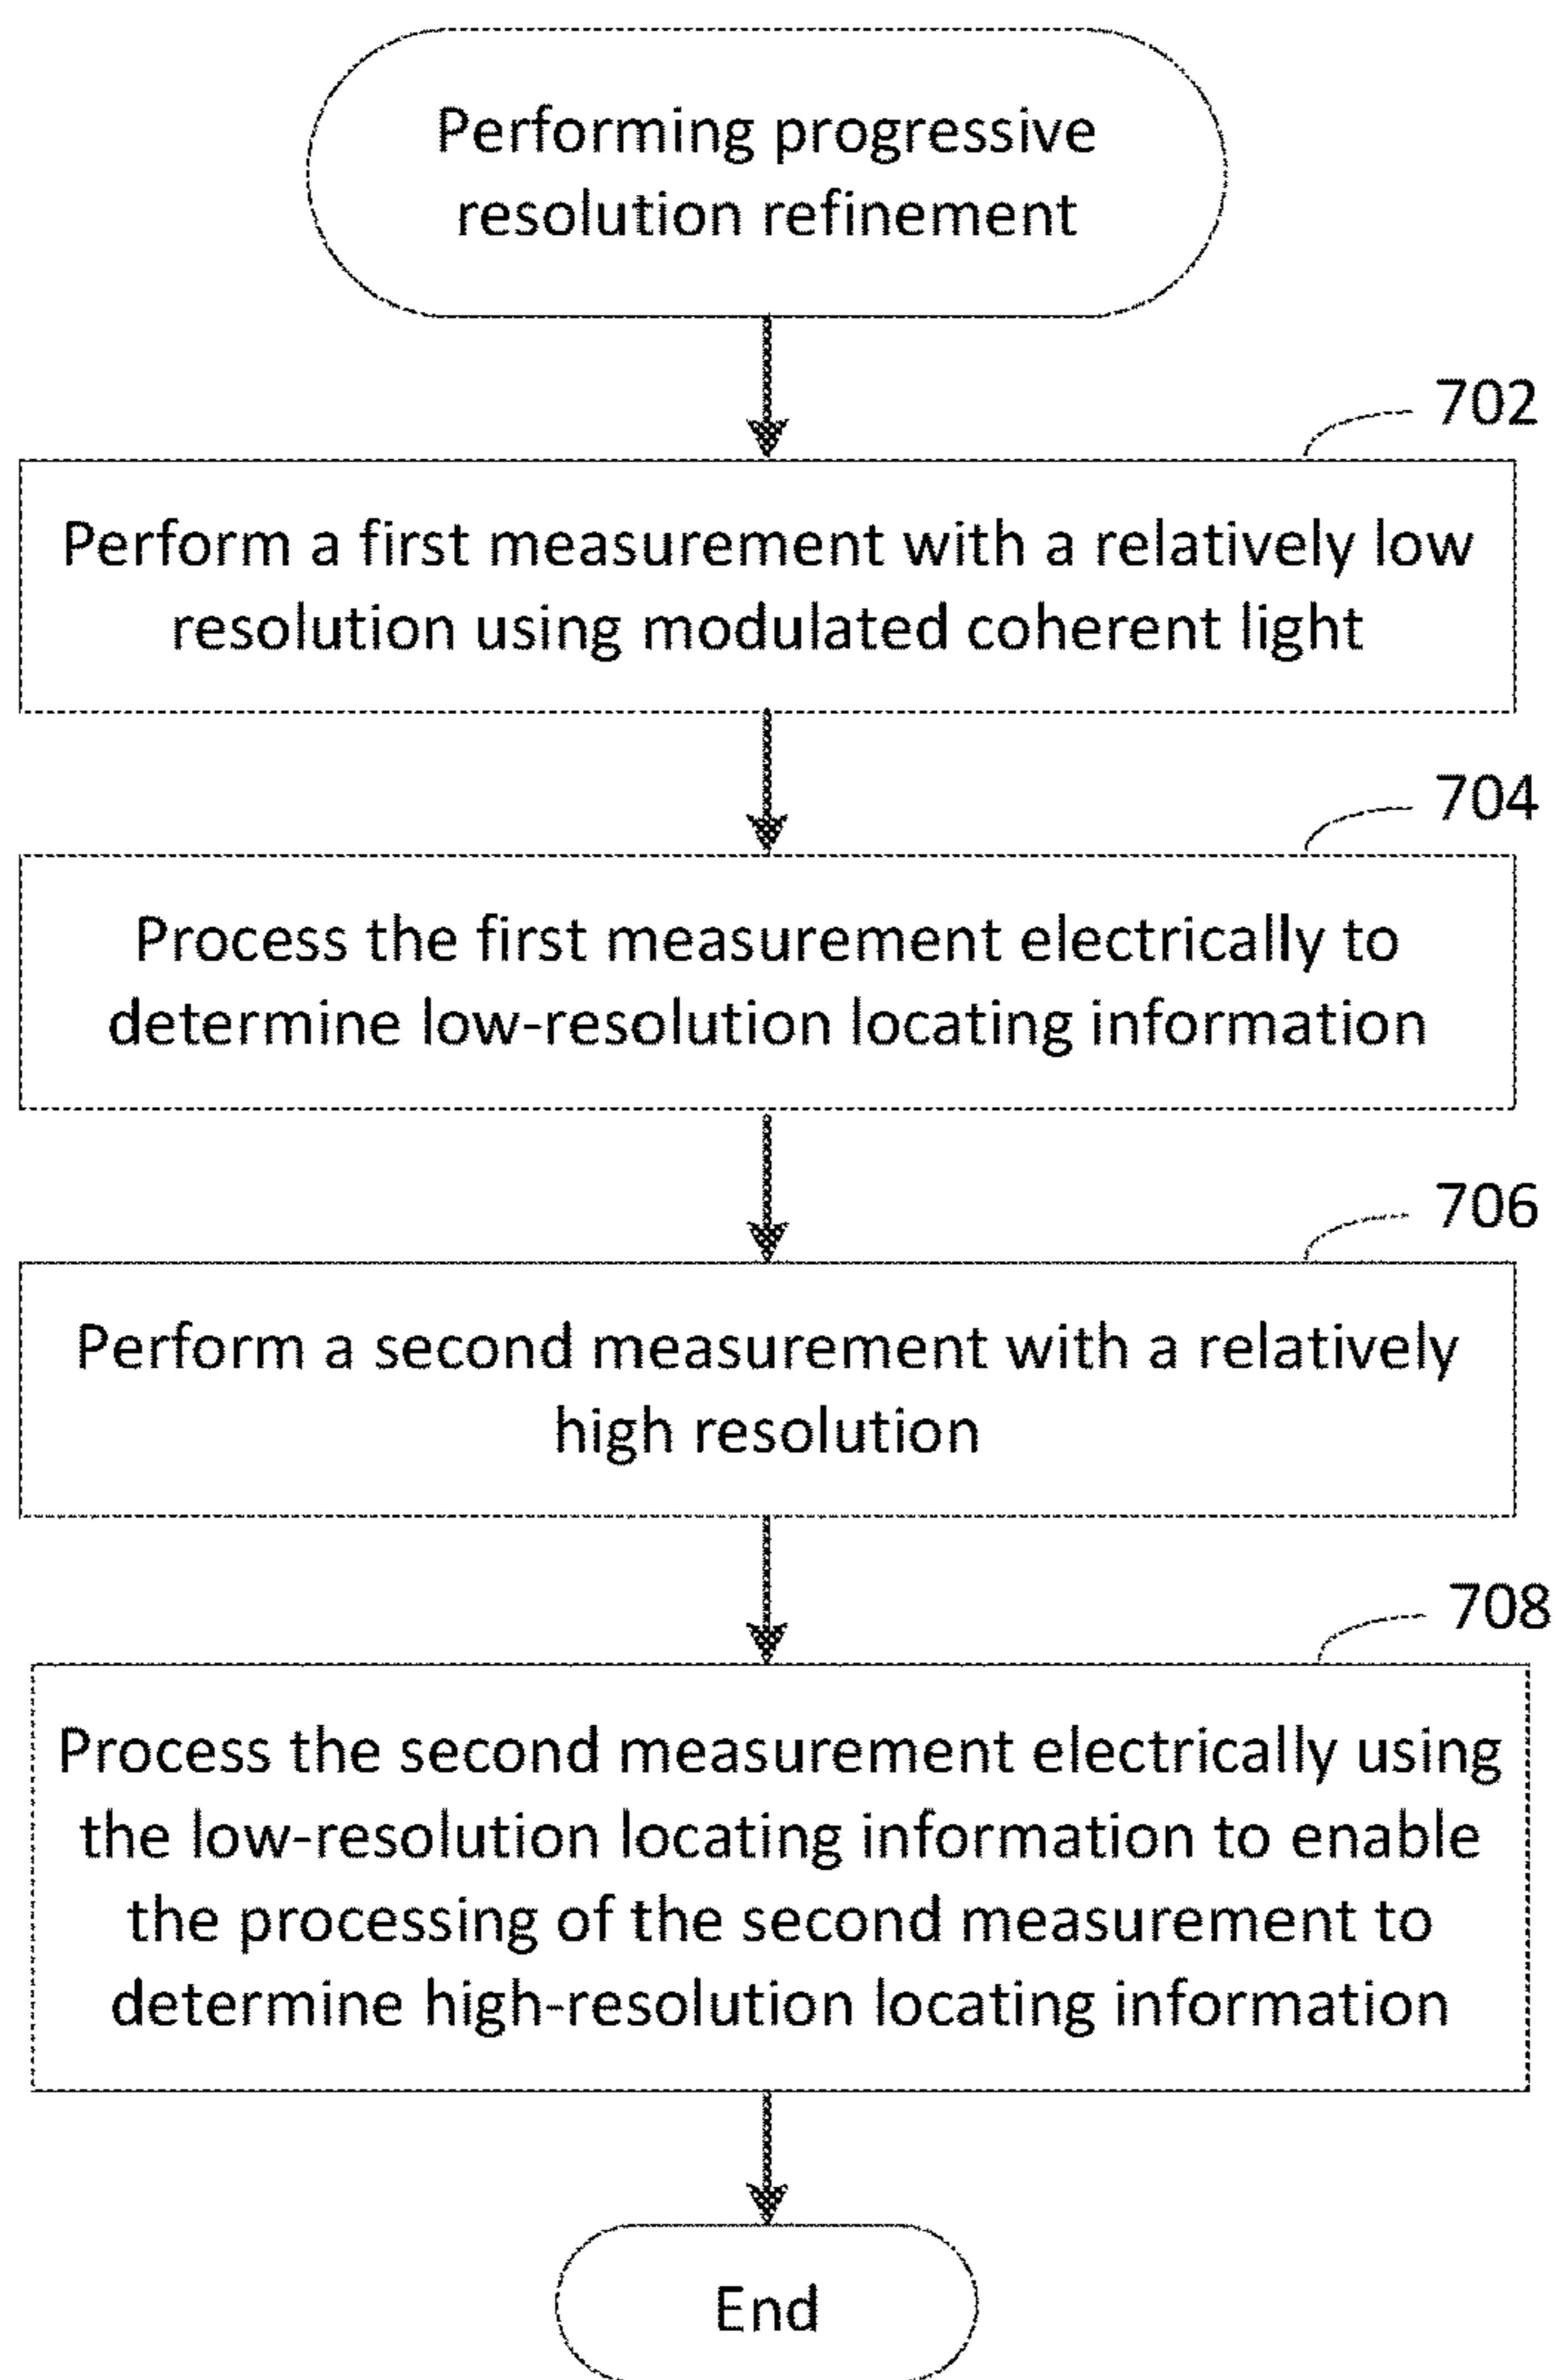 Performing progressive
resolution refinement
702
Perform a first measurement with a relatively low
resolution using modulated coherent light
704
Process the first measurement electrically to
determine low-resolution locating information
706
Perform a second measurement with a relatively
high resolution
708
Process the second measurement electrically using
the low-resolution locating information to enable
the processing of the second measurement to
determine high-resolution locating information
End